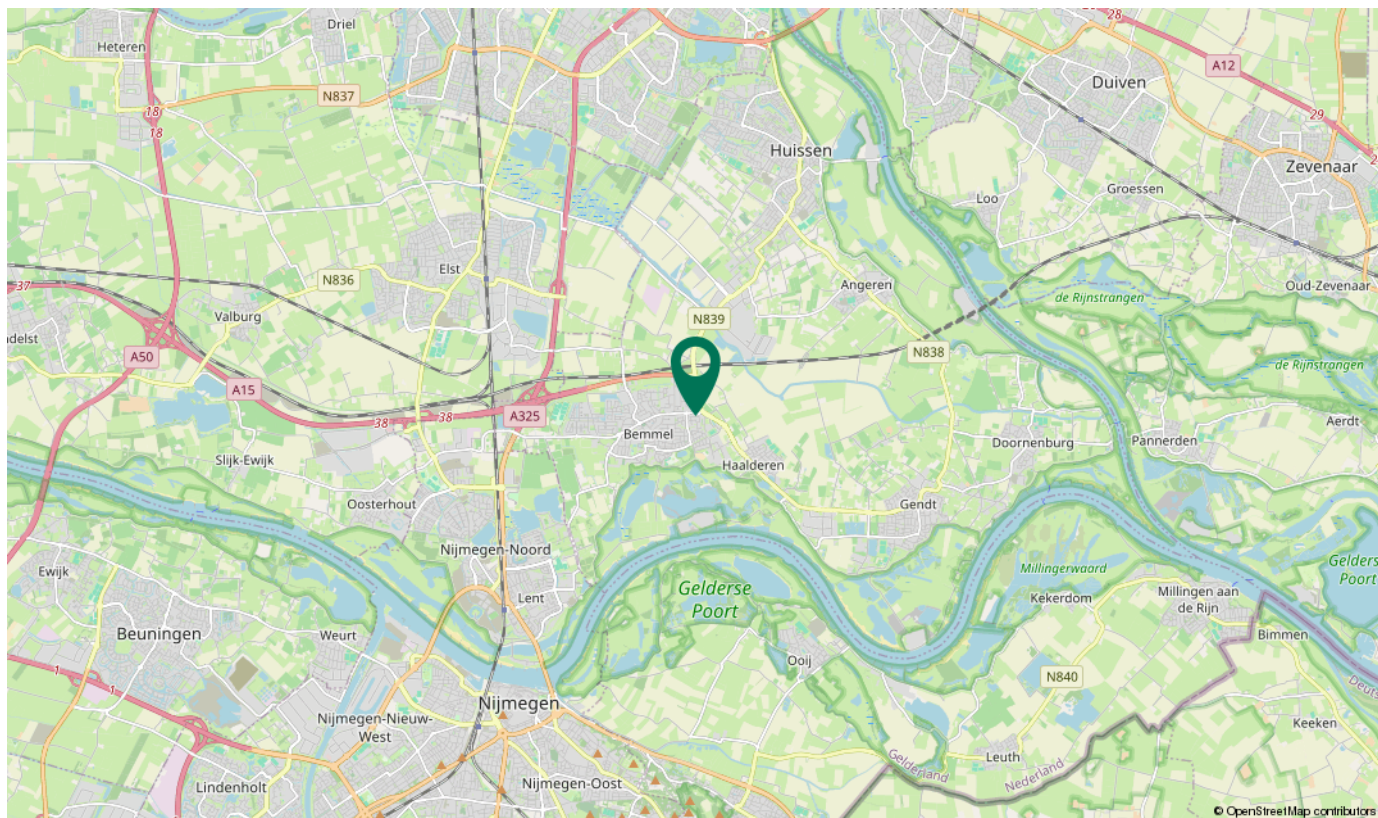 28
A12
Driel
Heteren
Duiven
N837
18
18
29
Huissen
Zevenaar
Groessen
Loo
Elst
N836
Angeren
Oud-Zevenaar
37
de Rijnstrangen
Valburg
N839
A50
N838
de Rijnstrangen
A15
38
38
A325
Aerdt
Bemmel
Doornenburg
Pannerden
Slijk-Ewijk
Haalderen
Oosterhout
Gendt
Nijmegen-Noord
Ewijk
Gelderse
Poort
Millingerwaard
Gelders
Poort
Lent
Kekerdom
Millingen aan
de Rijn
Beuningen
Weurt
Bimmen
Ooij
1
1
N840
Nijmegen
Nijmegen-Nieuw-
West
Keeken
Leuth
Gelderland
Nederland
Lindenholt
Nijmegen-Oost
© OpenStreetMap contributors